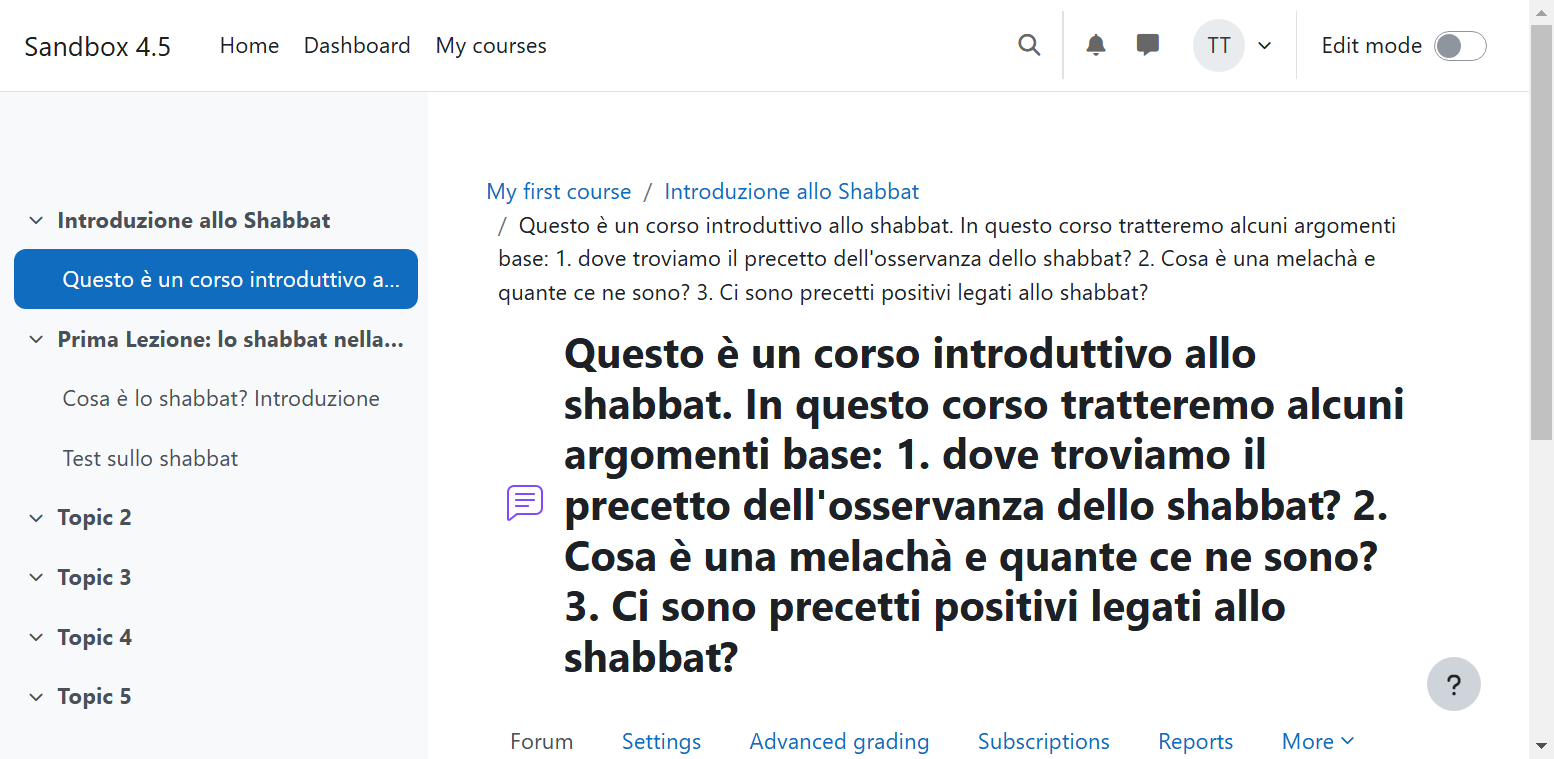 Sandbox 4.5 Home Dashboard My courses TT Edit mode
Introduzione allo Shabbat
Questo è un corso introduttivo a...
Prima Lezione: lo shabbat nella...
Cosa è lo shabbat? Introduzione
Test sullo shabbat
Topic 2
Topic 3
Topic 4
Topic 5
My first course / Introduzione allo Shabbat
/ Questo è un corso introduttivo allo shabbat. In questo corso tratteremo alcuni argomenti
base: 1. dove troviamo il precetto dell'osservanza dello shabbat? 2. Cosa è una melachà e
quante ce ne sono? 3. Ci sono precetti positivi legati allo shabbat?
Questo è un corso introduttivo allo
shabbat. In questo corso tratteremo alcuni
argomenti base: 1. dove troviamo il
precetto dell'osservanza dello shabbat? 2.
Cosa è una melachà e quante ce ne sono?
3. Ci sono precetti positivi legati allo
shabbat?
?
Forum Settings Advanced grading Subscriptions Reports More